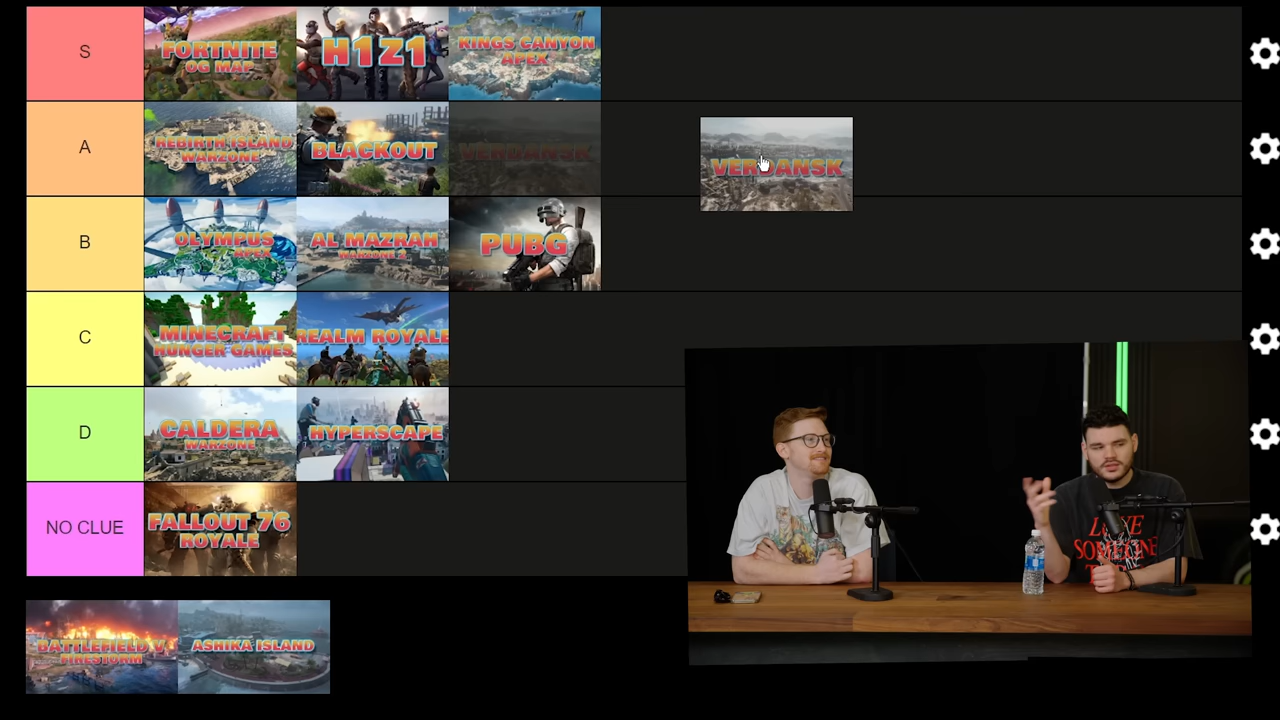 S
FORTNITE
OG MAP
H1Z1
KINGS CANYON
APEX
A
REBIRTH ISLAND
WARZONE
BLACKOUT
VERDANSK
VERDANSK
B
OLYMPUS
APEX
AL MAZRAH
WARZONE 2
PUBG
C
MINECRAFT
HUNGER GAMES
REALM ROYALE
D
CALDERA
WARZONE
HYPERSCAPE
NO CLUE
FALLOUT 76
ROYALE
BATTLEFIELD V
FIRESTORM
ASHIKA ISLAND
SOMEONE